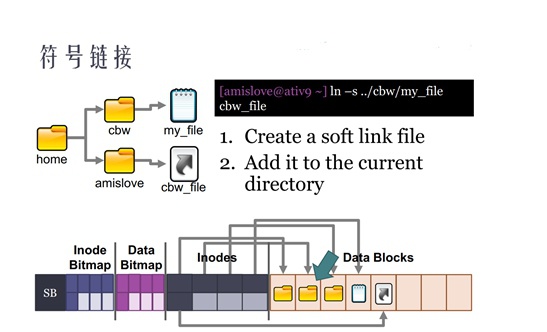 符号链接
[amislove@ativ9 ~] ln –s ../cbw/my_file
cbw_file
cbw
my_file
home
amislove
cbw_file
1. Create a soft link file
2. Add it to the current
directory
Inode
Bitmap
Data
Bitmap
Inodes
Data Blocks
SB